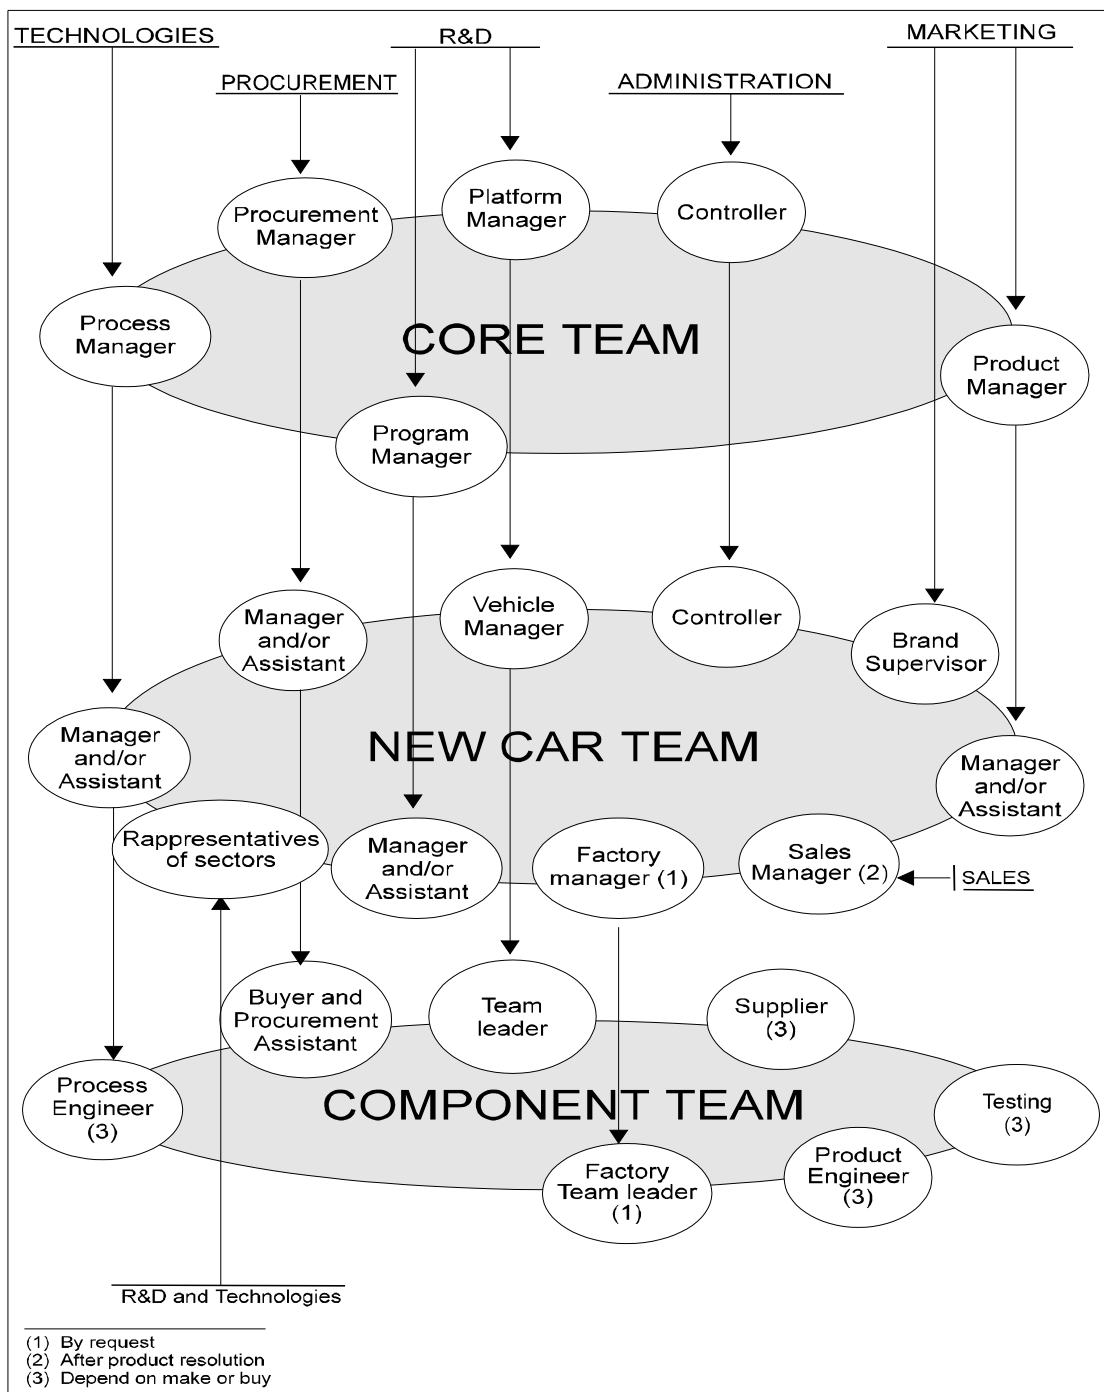 TECHNOLOGIES
R&D
MARKETING
PROCUREMENT
ADMINISTRATION
Procurement
Manager
Platform
Manager
Controller
Process
Manager
CORE TEAM
Product
Manager
Program
Manager
Manager
and/or
Assistant
Vehicle
Manager
Controller
Brand
Supervisor
Manager
and/or
Assistant
NEW CAR TEAM
Manager
and/or
Assistant
Rappresentatives
of sectors
Manager
and/or
Assistant
Factory
manager (1)
Sales
Manager (2)
SALES
Buyer and
Procurement
Assistant
Team
leader
Supplier
(3)
Process
Engineer
(3)
COMPONENT TEAM
Testing
(3)
Factory
Team leader
(1)
Product
Engineer
(3)
R&D and Technologies
(1) By request
(2) After product resolution
(3) Depend on make or buy